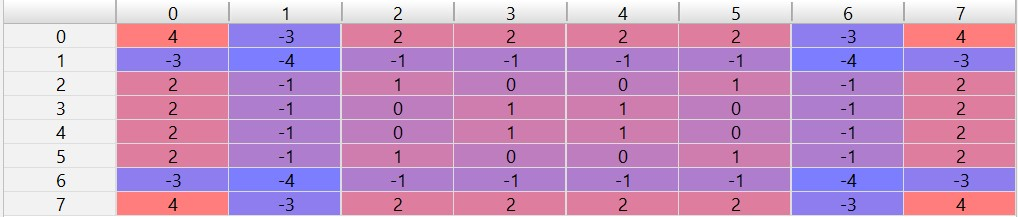 0 1 2 3 4 5 6 7
0 4 -3 2 2 2 2 -3 4
1 -3 -4 -1 -1 -1 -1 -4 -3
2 2 -1 1 0 0 1 -1 2
3 2 -1 0 1 1 0 -1 2
4 2 -1 0 1 1 0 -1 2
5 2 -1 1 0 0 1 -1 2
6 -3 -4 -1 -1 -1 -1 -4 -3
7 4 -3 2 2 2 2 -3 4